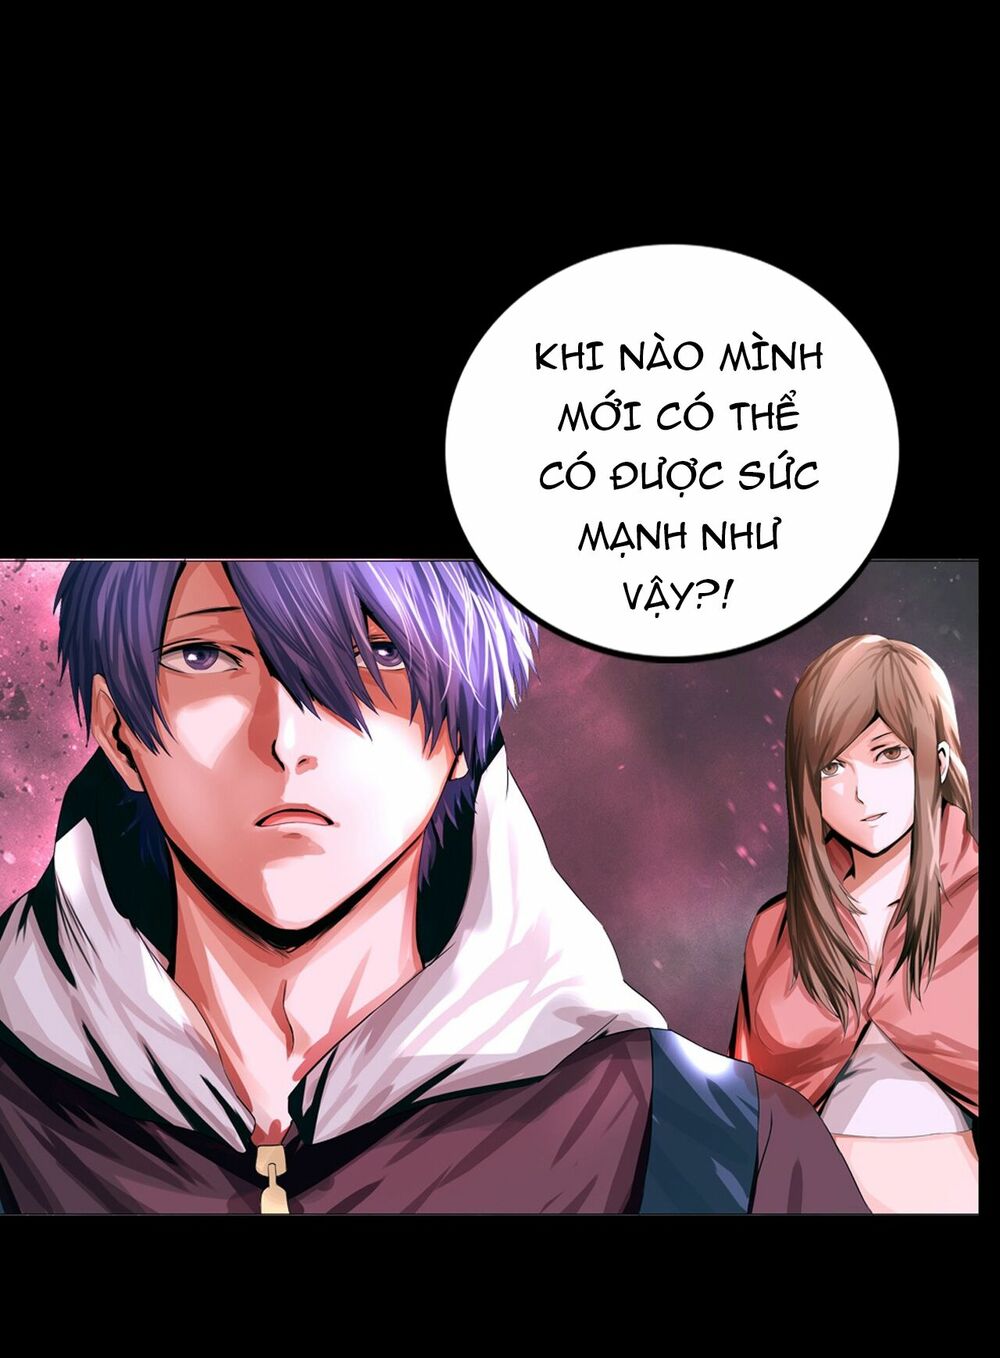 KHI NÀO MÌNH
MỚI CÓ THỂ
CÓ ĐƯỢC SỨC
MẠNH NHƯ
VẬY?!